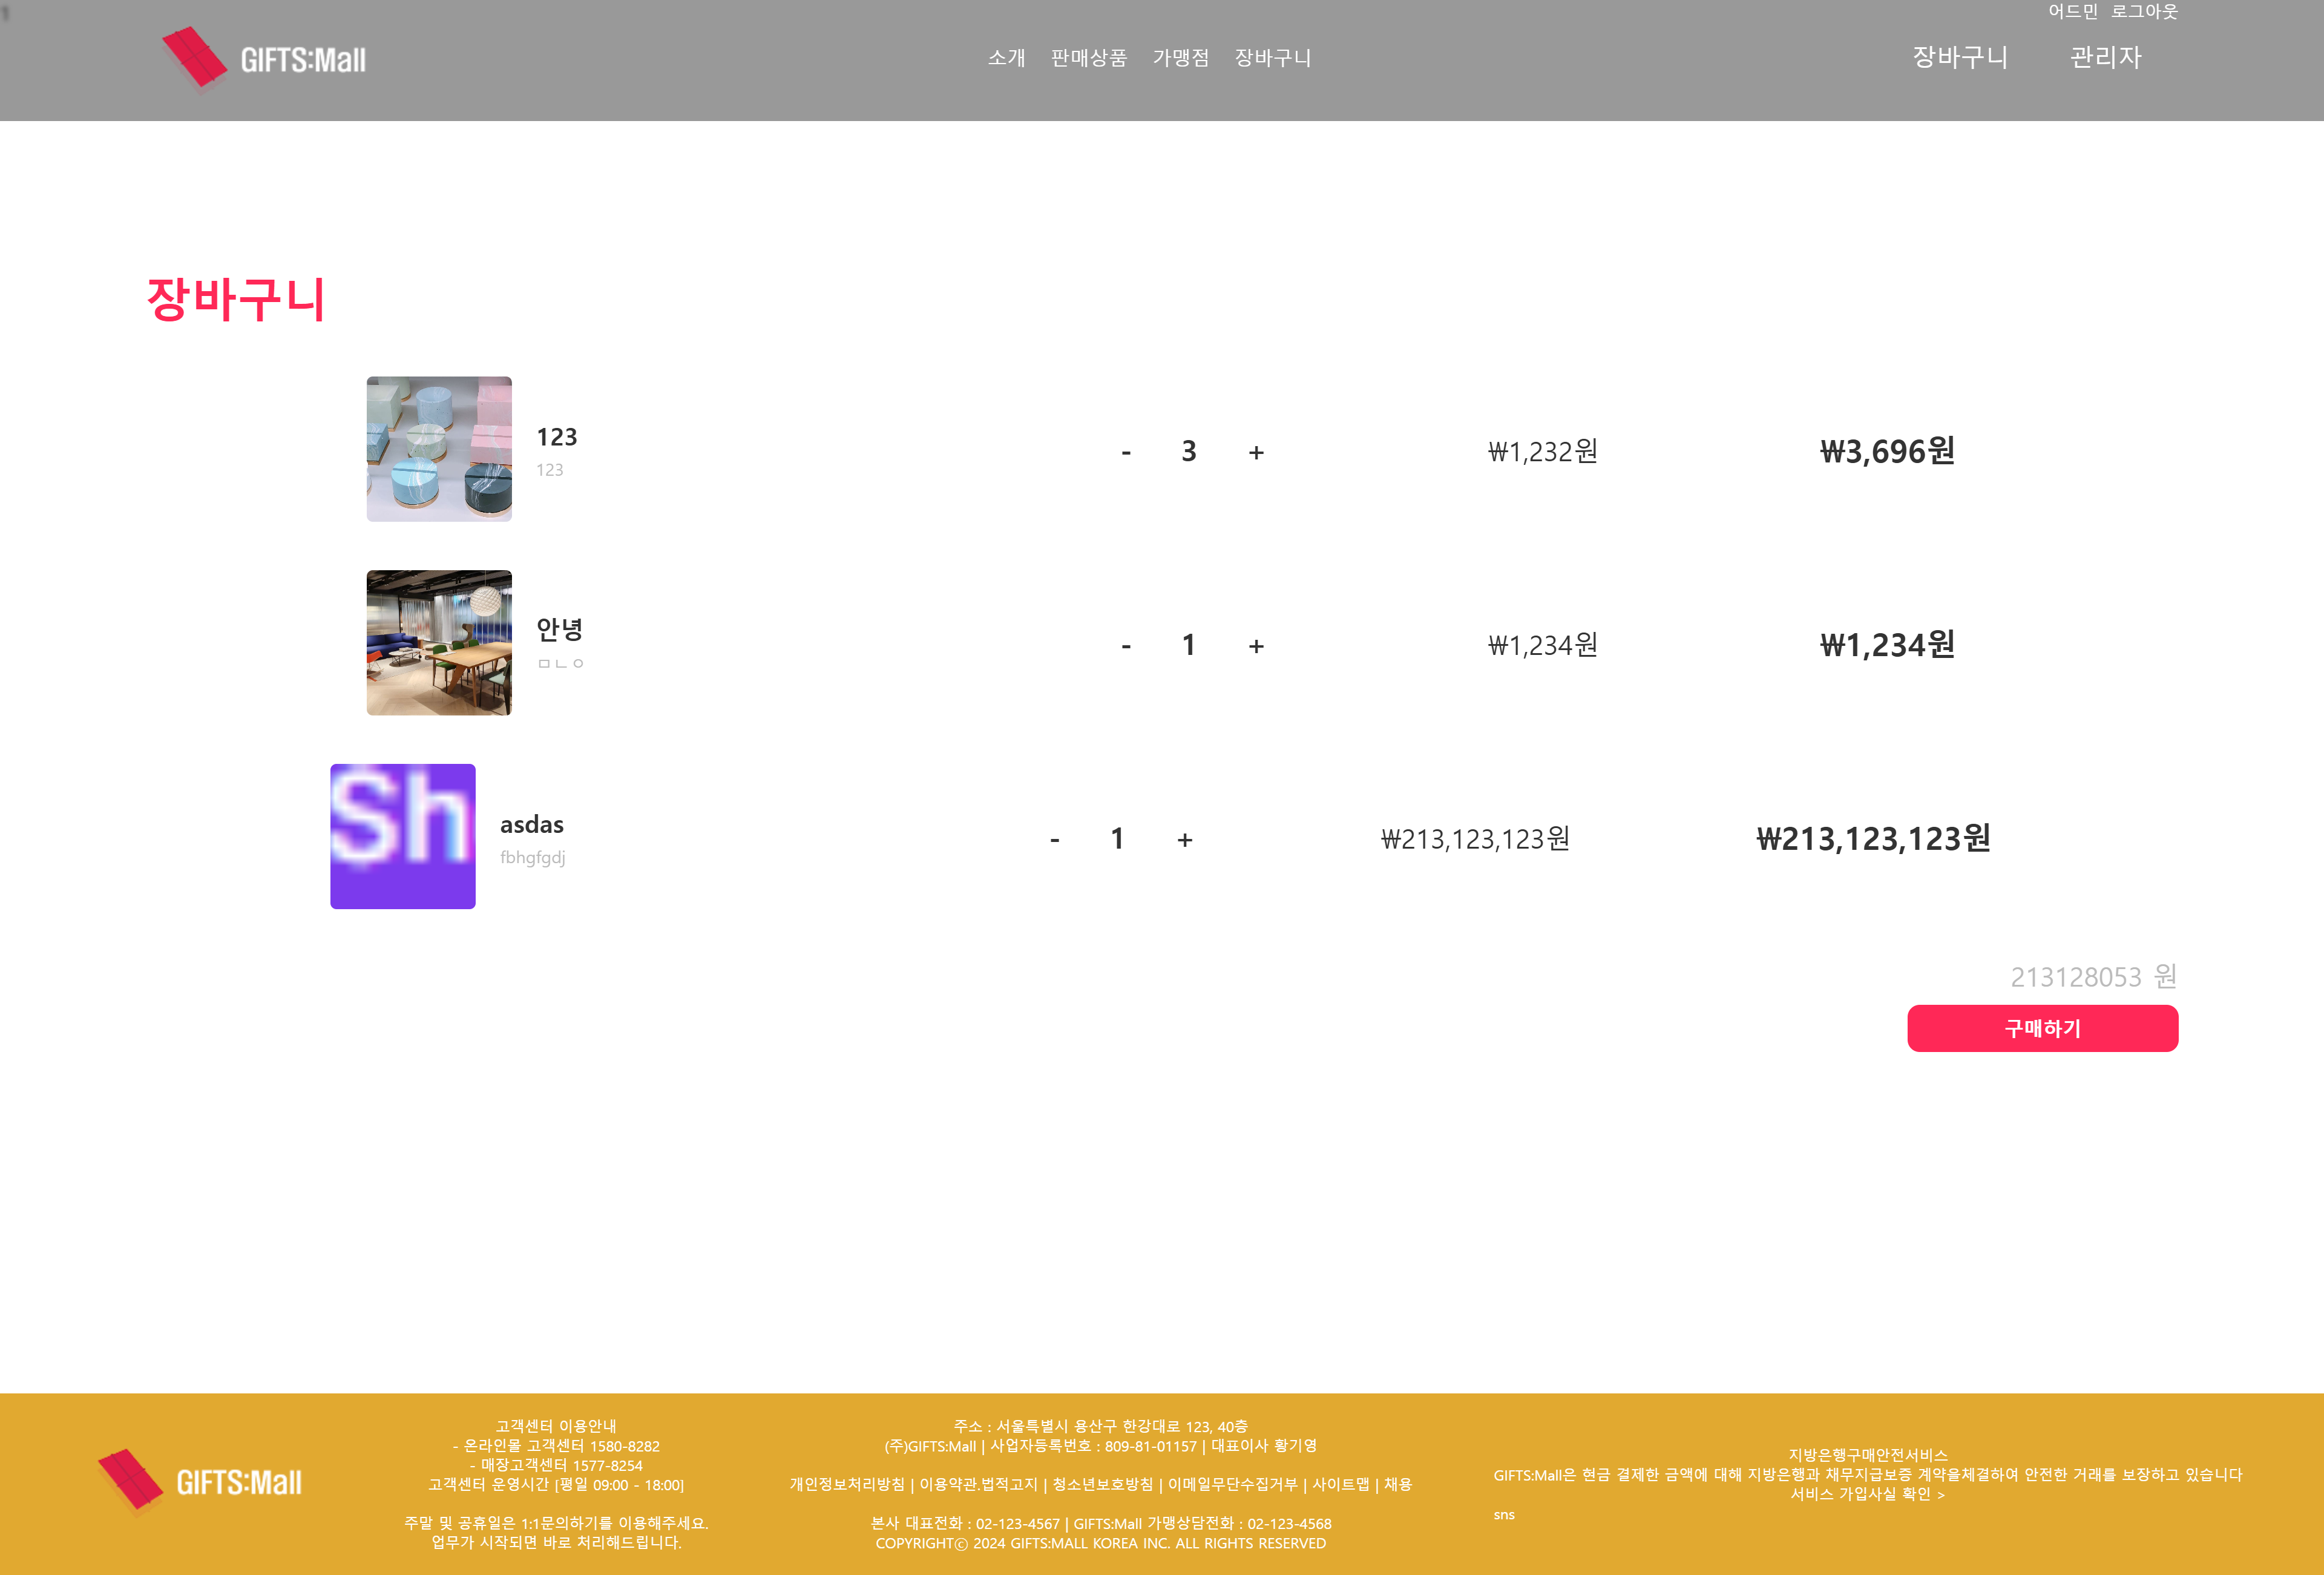 어드민 로그아웃
GIFTS:Mall
소개 판매상품 가맹점 장바구니
장바구니 관리자
장바구니
123
123
- 3 +
₩1,232원
₩3,696원
안녕
ㅁㄴㅇ
- 1 +
₩1,234원
₩1,234원
Sh
asdas
fbhgfgdj
- 1 +
₩213,123,123원
₩213,123,123원
213128053 원
구매하기
GIFTS:Mall
고객센터 이용안내
- 온라인몰 고객센터 1580-8282
- 매장고객센터 1577-8254
고객센터 운영시간 [평일 09:00 - 18:00]
주말 및 공휴일은 1:1문의하기를 이용해주세요.
업무가 시작되면 바로 처리해드립니다.
주소 : 서울특별시 용산구 한강대로 123, 40층
(주)GIFTS:Mall | 사업자등록번호 : 809-81-01157 | 대표이사 황기영
개인정보처리방침 | 이용약관.법적고지 | 청소년보호방침 | 이메일무단수집거부 | 사이트맵 | 채용
본사 대표전화 : 02-123-4567 | GIFTS:Mall 가맹상담전화 : 02-123-4568
COPYRIGHTⓒ 2024 GIFTS:MALL KOREA INC. ALL RIGHTS RESERVED
지방은행구매안전서비스
GIFTS:Mall은 현금 결제한 금액에 대해 지방은행과 채무지급보증 계약을체결하여 안전한 거래를 보장하고 있습니다
서비스 가입사실 확인 >
sns